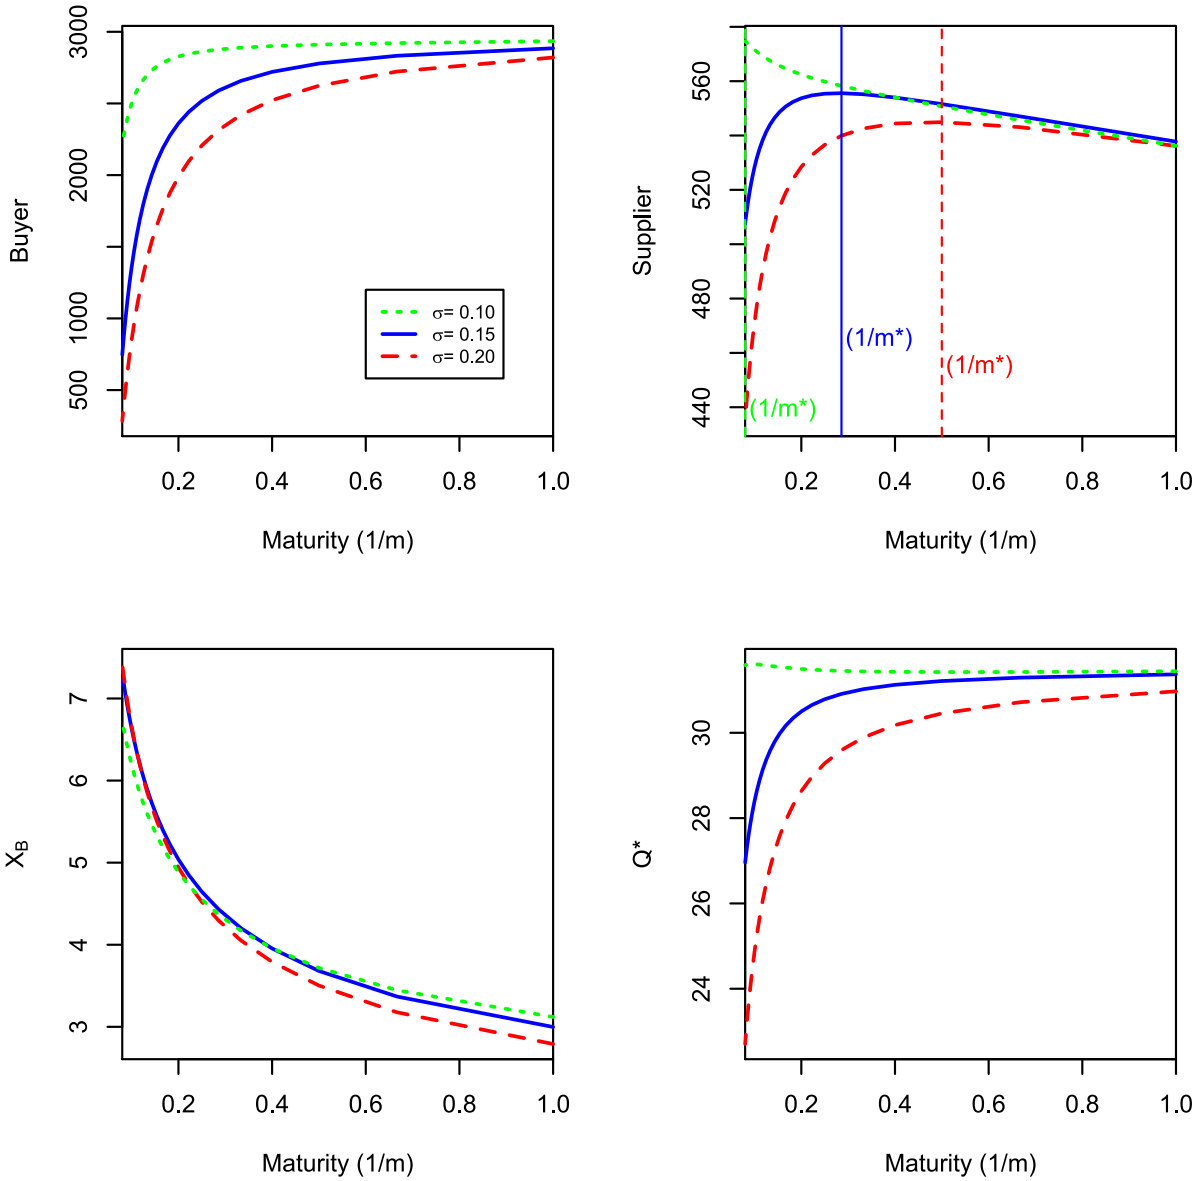 3000
2000
1000
500
Buyer
σ= 0.10
σ= 0.15
σ= 0.20
0.2 0.4 0.6 0.8 1.0
Maturity (1/m)
560
520
480
440
Supplier
(1/m*)
(1/m*)
(1/m*)
0.2 0.4 0.6 0.8 1.0
Maturity (1/m)
7
6
5
4
3
X_B
0.2 0.4 0.6 0.8 1.0
Maturity (1/m)
30
28
26
24
Q*
0.2 0.4 0.6 0.8 1.0
Maturity (1/m)